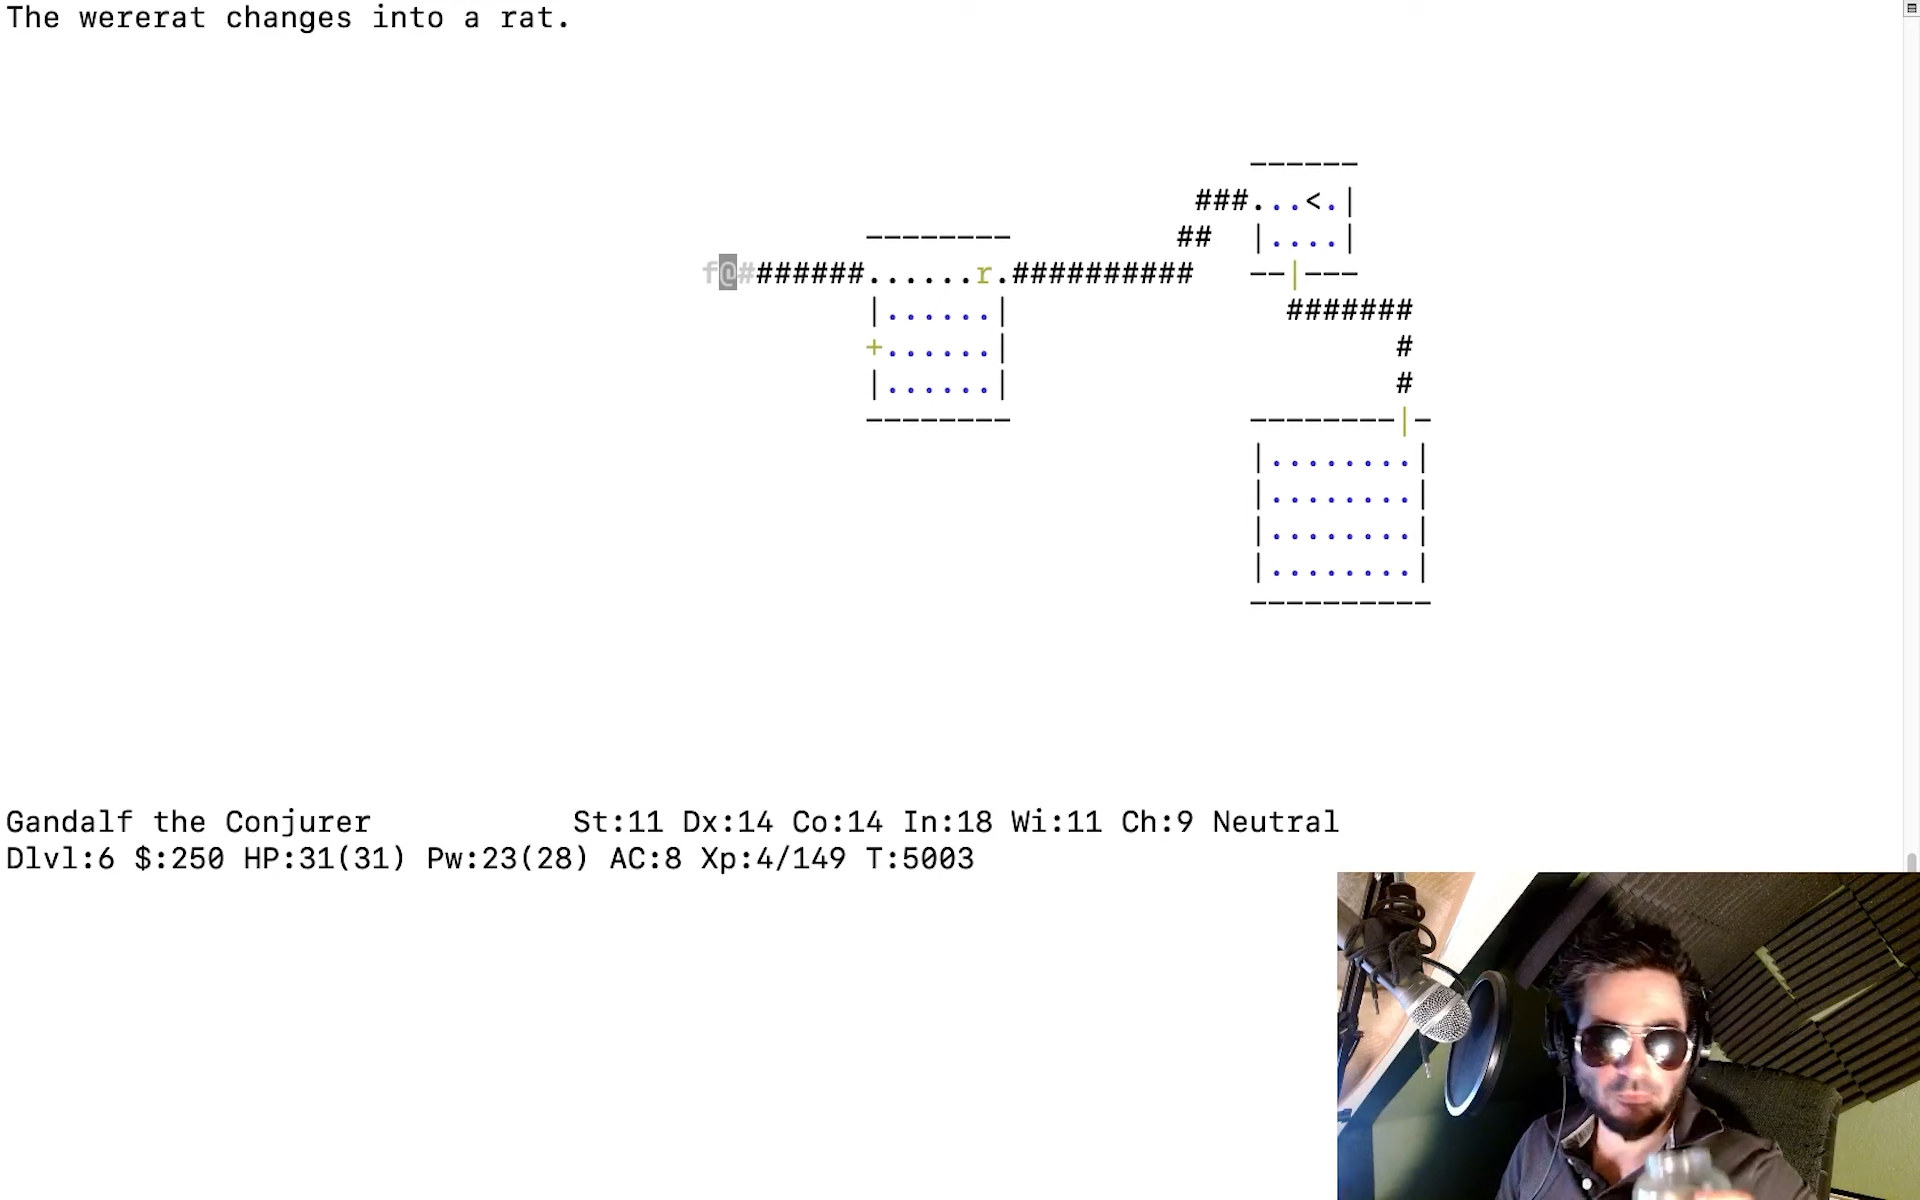 The wererat changes into a rat.
------
###...<.|
-------- ## |....|
f@#######......r.########## --|---
|......| #######
+......| #
|......| #
-------- --------|-
|........|
|........|
|........|
|........|
----------
Gandalf the Conjurer St:11 Dx:14 Co:14 In:18 Wi:11 Ch:9 Neutral
Dlvl:6 $:250 HP:31(31) Pw:23(28) AC:8 Xp:4/149 T:5003